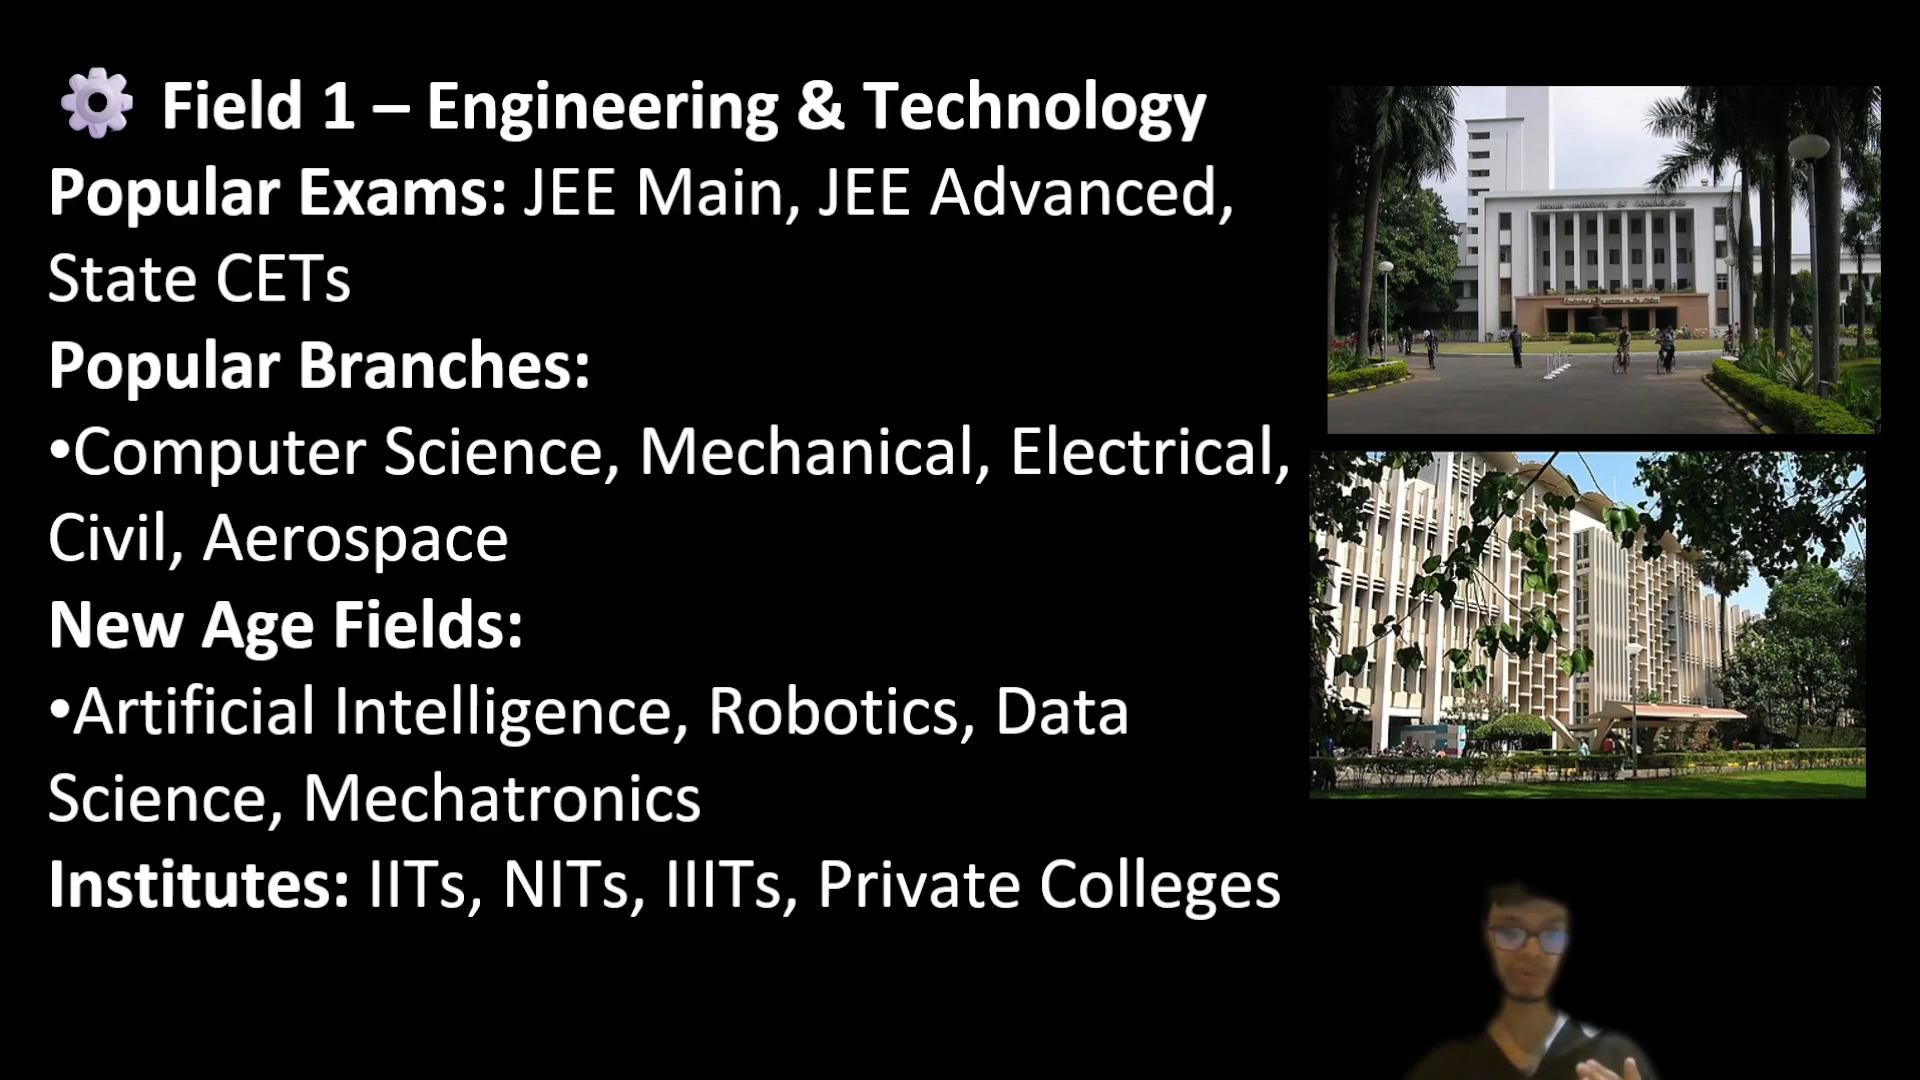 Field 1 – Engineering & Technology
Popular Exams: JEE Main, JEE Advanced,
State CETs
Popular Branches:
•Computer Science, Mechanical, Electrical,
Civil, Aerospace
New Age Fields:
•Artificial Intelligence, Robotics, Data
Science, Mechatronics
Institutes: IITs, NITs, IIITs, Private Colleges